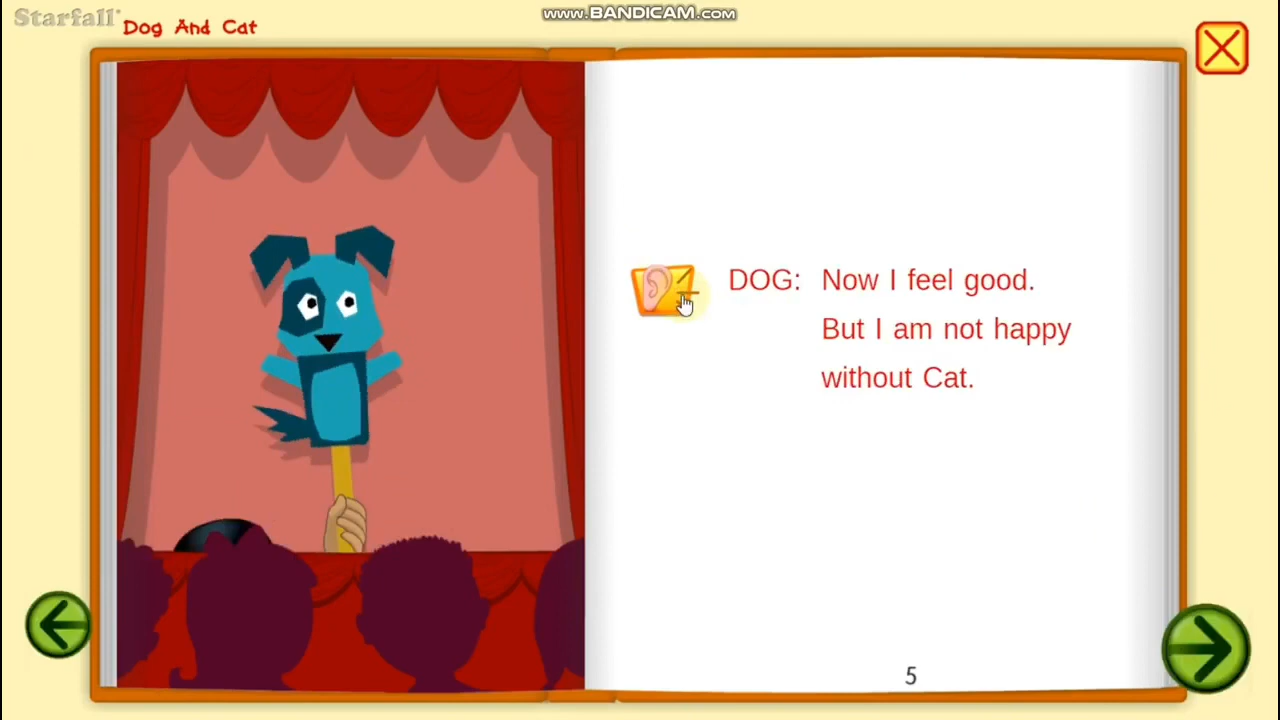 Starfall®
Dog And Cat
www.BANDICAM.com
DOG: Now I feel good.
But I am not happy
without Cat.
5